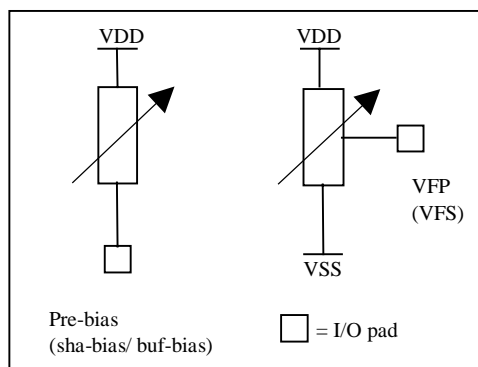 VDD
VDD
VFP
(VFS)
VSS
Pre-bias
(sha-bias/ buf-bias)
= I/O pad